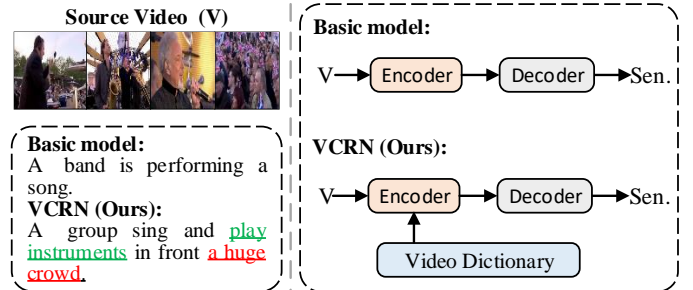 Source Video (V)
Basic model:
A band is performing a
song.
VCRN (Ours):
A group sing and play
instruments in front a huge
crowd.
Basic model:
V Encoder Decoder Sen.
VCRN (Ours):
V Encoder Decoder Sen.
Video Dictionary